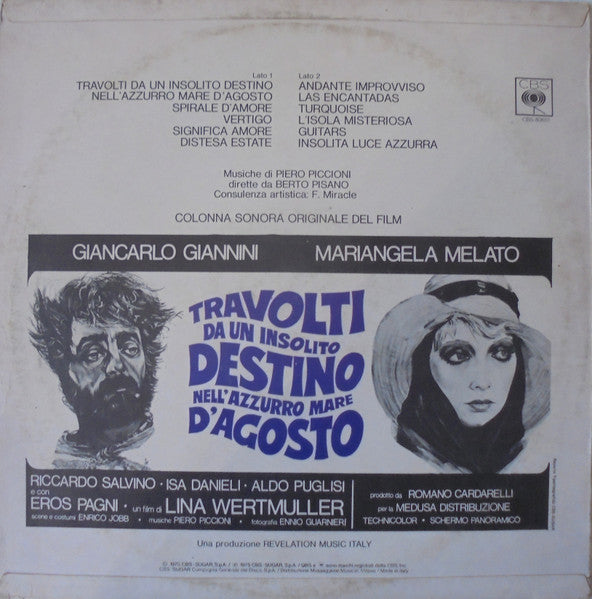 Lato 1
TRAVOLTI DA UN INSOLITO DESTINO
NELL'AZZURRO MARE D'AGOSTO
SPIRALE D'AMORE
VERTIGO
SIGNIFICA AMORE
DISTESA ESTATE
Lato 2
ANDANTE IMPROVVISO
LAS ENCANTADAS
TURQUOISE
L'ISOLA MISTERIOSA
GUITARS
INSOLITA LUCE AZZURRA
CBS
Musiche di PIERO PICCIONI
dirette da BERTO PISANO
Consulenza artistica: F. Miracle
COLONNA SONORA ORIGINALE DEL FILM
GIANCARLO GIANNINI
MARIANGELA MELATO
TRAVOLTI
DA UN INSOLITO
DESTINO
NELL'AZZURRO MARE
D'AGOSTO
RICCARDO SALVINO · ISA DANIELI · ALDO PUGLISI
e con
EROS PAGNI · un film di LINA WERTMULLER
scene e costumi ENRICO JOBB · musiche PIERO PICCIONI · fotografia ENNIO GUARNIERI
prodotto da ROMANO CARDARELLI
per la MEDUSA DISTRIBUZIONE
TECHNICOLOR · SCHERMO PANORAMICO
Una produzione REVELATION MUSIC ITALY